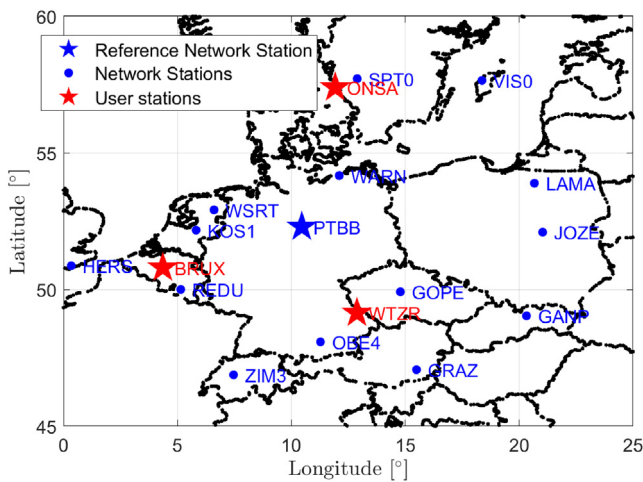 60
Reference Network Station
Network Stations
User stations
SPT0
ONSA
VIS0
55
WARN
LAMA
WSRT
KOS1
PTBB
JOZE
HERS
BRUX
50
REDU
GOPE
WTZR
GANP
OBE4
ZIM3
GRAZ
45
0
5
10
15
20
25
Latitude [°]
Longitude [°]